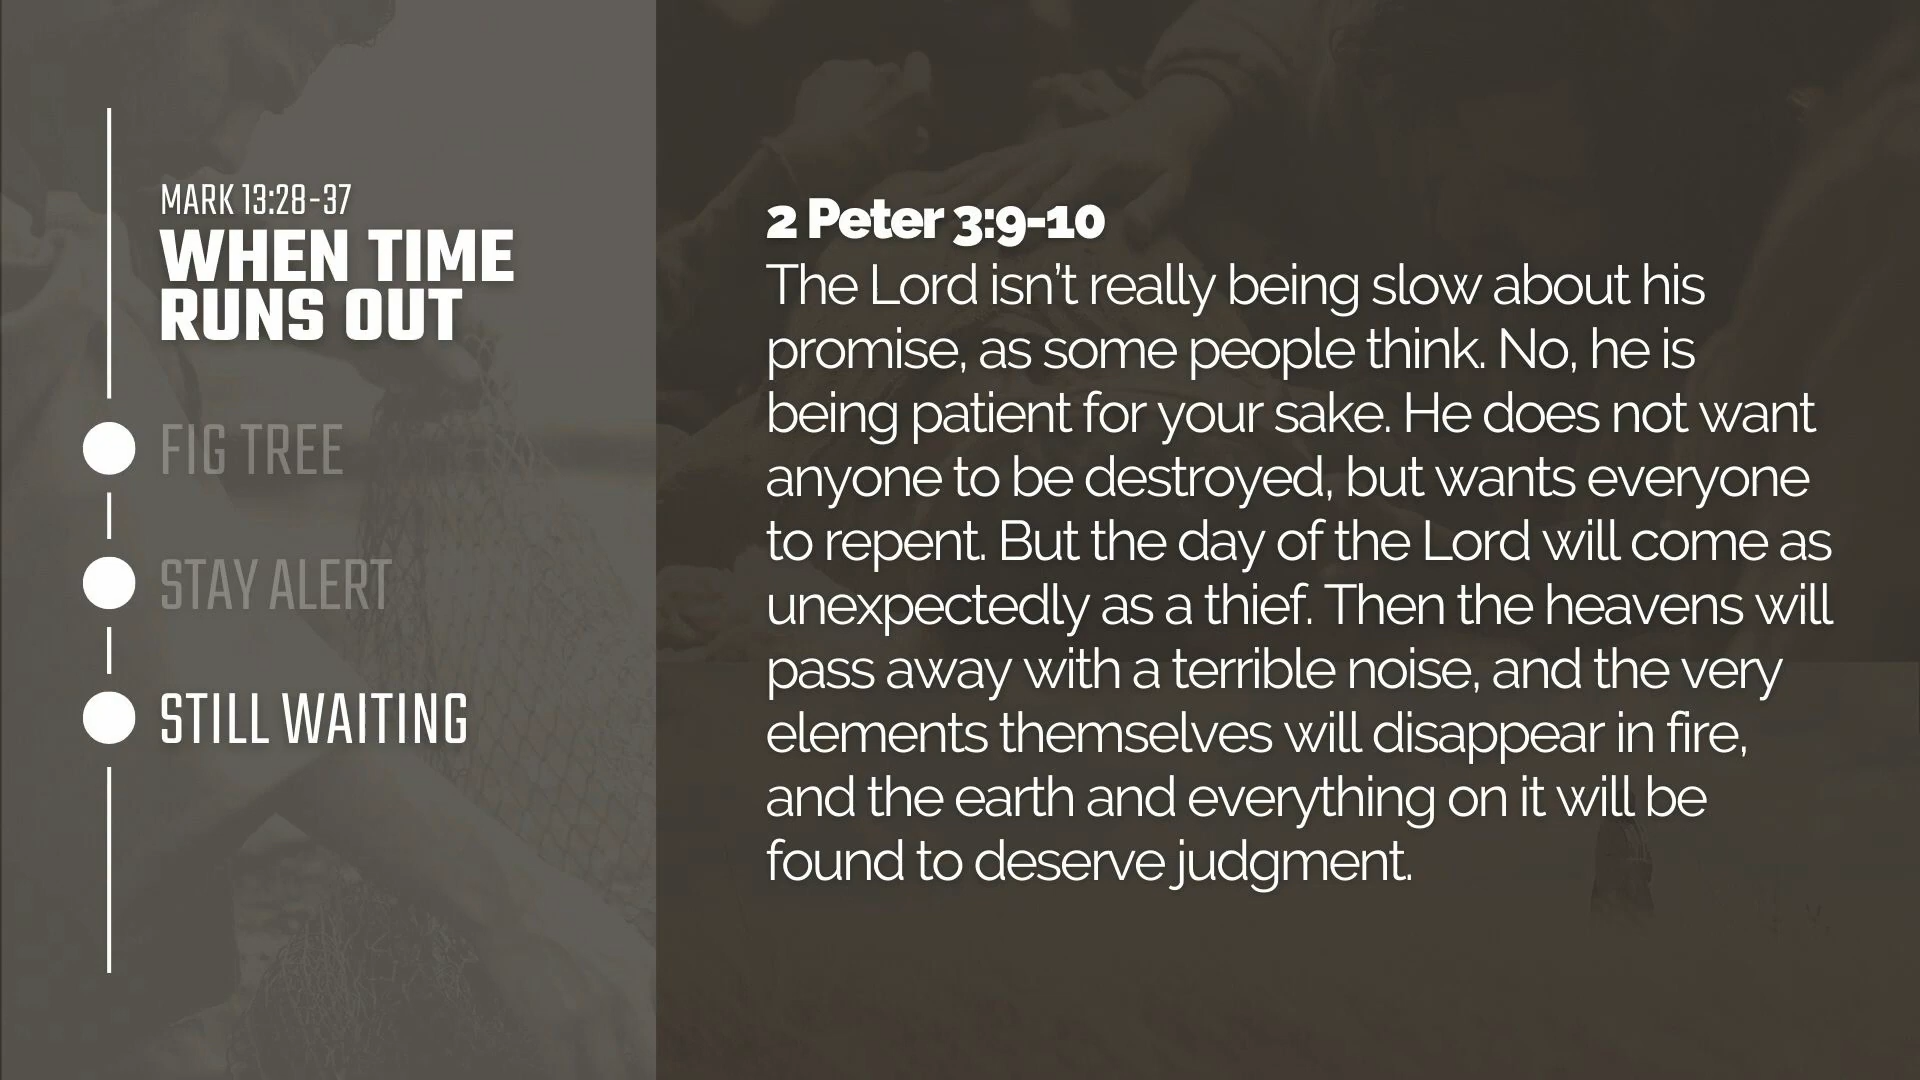 MARK 13:28-37
WHEN TIME
RUNS OUT
FIG TREE
STAY ALERT
STILL WAITING
2 Peter 3:9-10
The Lord isn’t really being slow about his
promise, as some people think. No, he is
being patient for your sake. He does not want
anyone to be destroyed, but wants everyone
to repent. But the day of the Lord will come as
unexpectedly as a thief. Then the heavens will
pass away with a terrible noise, and the very
elements themselves will disappear in fire,
and the earth and everything on it will be
found to deserve judgment.